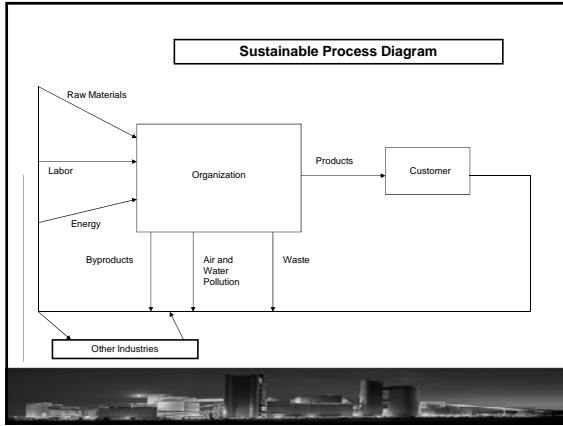 Sustainable Process Diagram
Raw Materials
Labor
Energy
Organization
Products
Customer
Byproducts
Air and
Water
Pollution
Waste
Other Industries